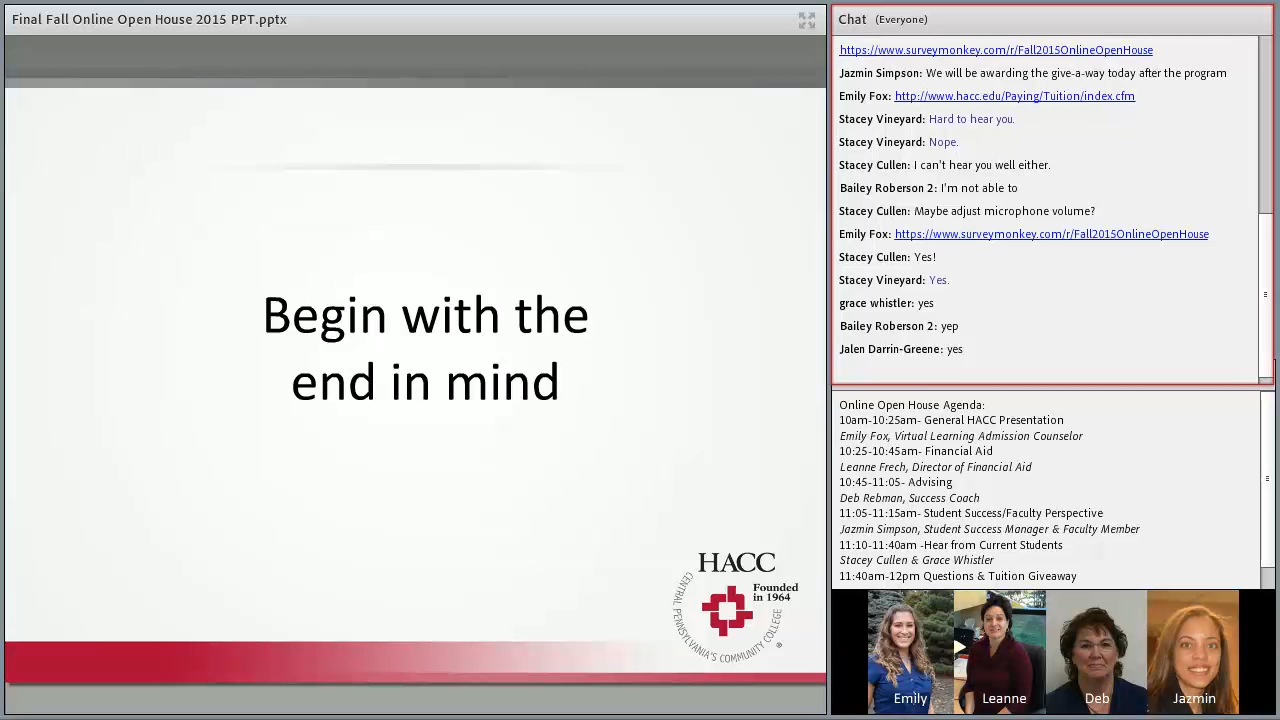 Final Fall Online Open House 2015 PPT.pptx
Begin with the
end in mind
HACC
Founded
in 1964
CENTRAL PENNSYLVANIA'S COMMUNITY COLLEGE
®
Chat (Everyone)
https://www.surveymonkey.com/r/Fall2015OnlineOpenHouse
Jazmin Simpson: We will be awarding the give-a-way today after the program
Emily Fox: http://www.hacc.edu/Paying/Tuition/index.cfm
Stacey Vineyard: Hard to hear you.
Stacey Vineyard: Nope.
Stacey Cullen: I can't hear you well either.
Bailey Roberson 2: I'm not able to
Stacey Cullen: Maybe adjust microphone volume?
Emily Fox: https://www.surveymonkey.com/r/Fall2015OnlineOpenHouse
Stacey Cullen: Yes!
Stacey Vineyard: Yes.
grace whistler: yes
Bailey Roberson 2: yep
Jalen Darrin-Greene: yes
Online Open House Agenda:
10am-10:25am- General HACC Presentation
Emily Fox, Virtual Learning Admission Counselor
10:25-10:45am- Financial Aid
Leanne Frech, Director of Financial Aid
10:45-11:05- Advising
Deb Rebman, Success Coach
11:05-11:15am- Student Success/Faculty Perspective
Jazmin Simpson, Student Success Manager & Faculty Member
11:10-11:40am -Hear from Current Students
Stacey Cullen & Grace Whistler
11:40am-12pm Questions & Tuition Giveaway
Emily
Leanne
Deb
Jazmin